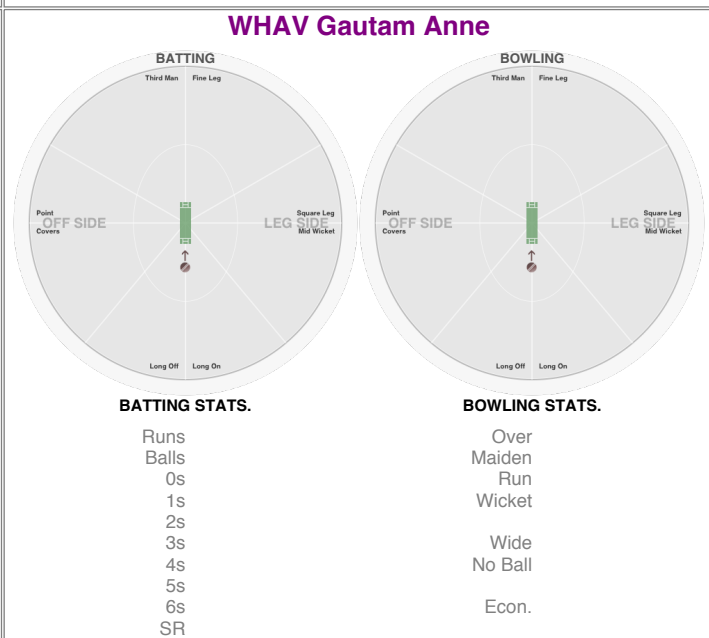 WHAV Gautam Anne
BATTING
Third Man Fine Leg
Point Square Leg
OFF SIDE LEG SIDE
Covers Mid Wicket
Long Off Long On
BATTING STATS.
Runs
Balls
0s
1s
2s
3s
4s
5s
6s
SR
BOWLING
Third Man Fine Leg
Point Square Leg
OFF SIDE LEG SIDE
Covers Mid Wicket
Long Off Long On
BOWLING STATS.
Over
Maiden
Run
Wicket
Wide
No Ball
Econ.